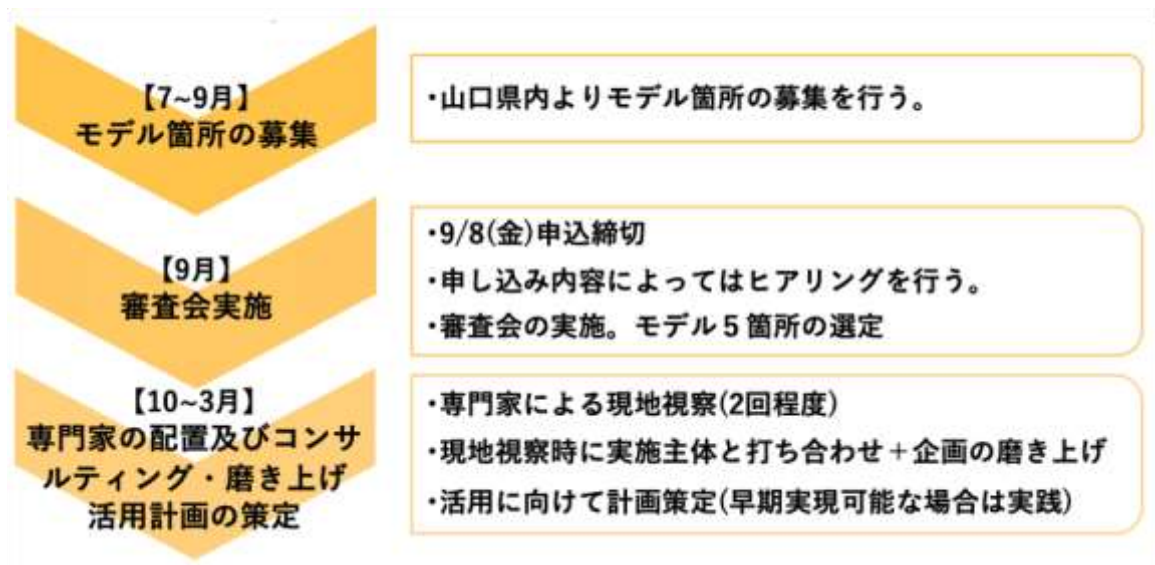 【7~9月】
モデル箇所の募集
・山口県内よりモデル箇所の募集を行う。
【9月】
審査会実施
・9/8(金)申込締切
・申し込み内容によってはヒアリングを行う。
・審査会の実施。モデル５箇所の選定
【10~3月】
専門家の配置及びコンサ
ルティング・磨き上げ
活用計画の策定
・専門家による現地視察(2回程度)
・現地視察時に実施主体と打ち合わせ＋企画の磨き上げ
・活用に向けて計画策定(早期実現可能な場合は実践)